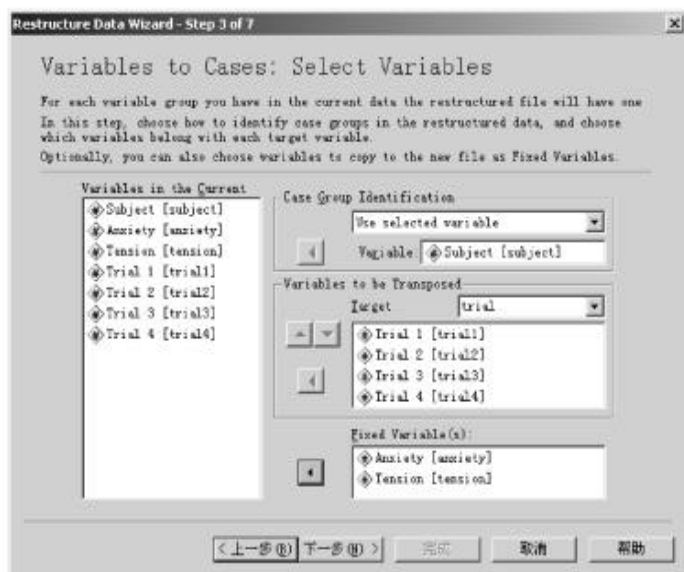 Restructure Data Wizard - Step 3 of 7
Variables to Cases: Select Variables
For each variable group you have in the current data the restructured file will have one
In this step, choose how to identify case groups in the restructured data, and choose
which variables belong with each target variable.
Optionally, you can also choose variables to copy to the new file as Fixed Variables.
Variables in the Current
Subject [subject]
Anxiety [anxiety]
Tension [tension]
Trial 1 [trial1]
Trial 2 [trial2]
Trial 3 [trial3]
Trial 4 [trial4]
Case Group Identification
Use selected variable
Variable: Subject [subject]
Variables to be Transposed
Target trial
Trial 1 [trial1]
Trial 2 [trial2]
Trial 3 [trial3]
Trial 4 [trial4]
Fixed Variable(s):
Anxiety [anxiety]
Tension [tension]
<上一步(B) 下一步(N)> 完成 取消 帮助